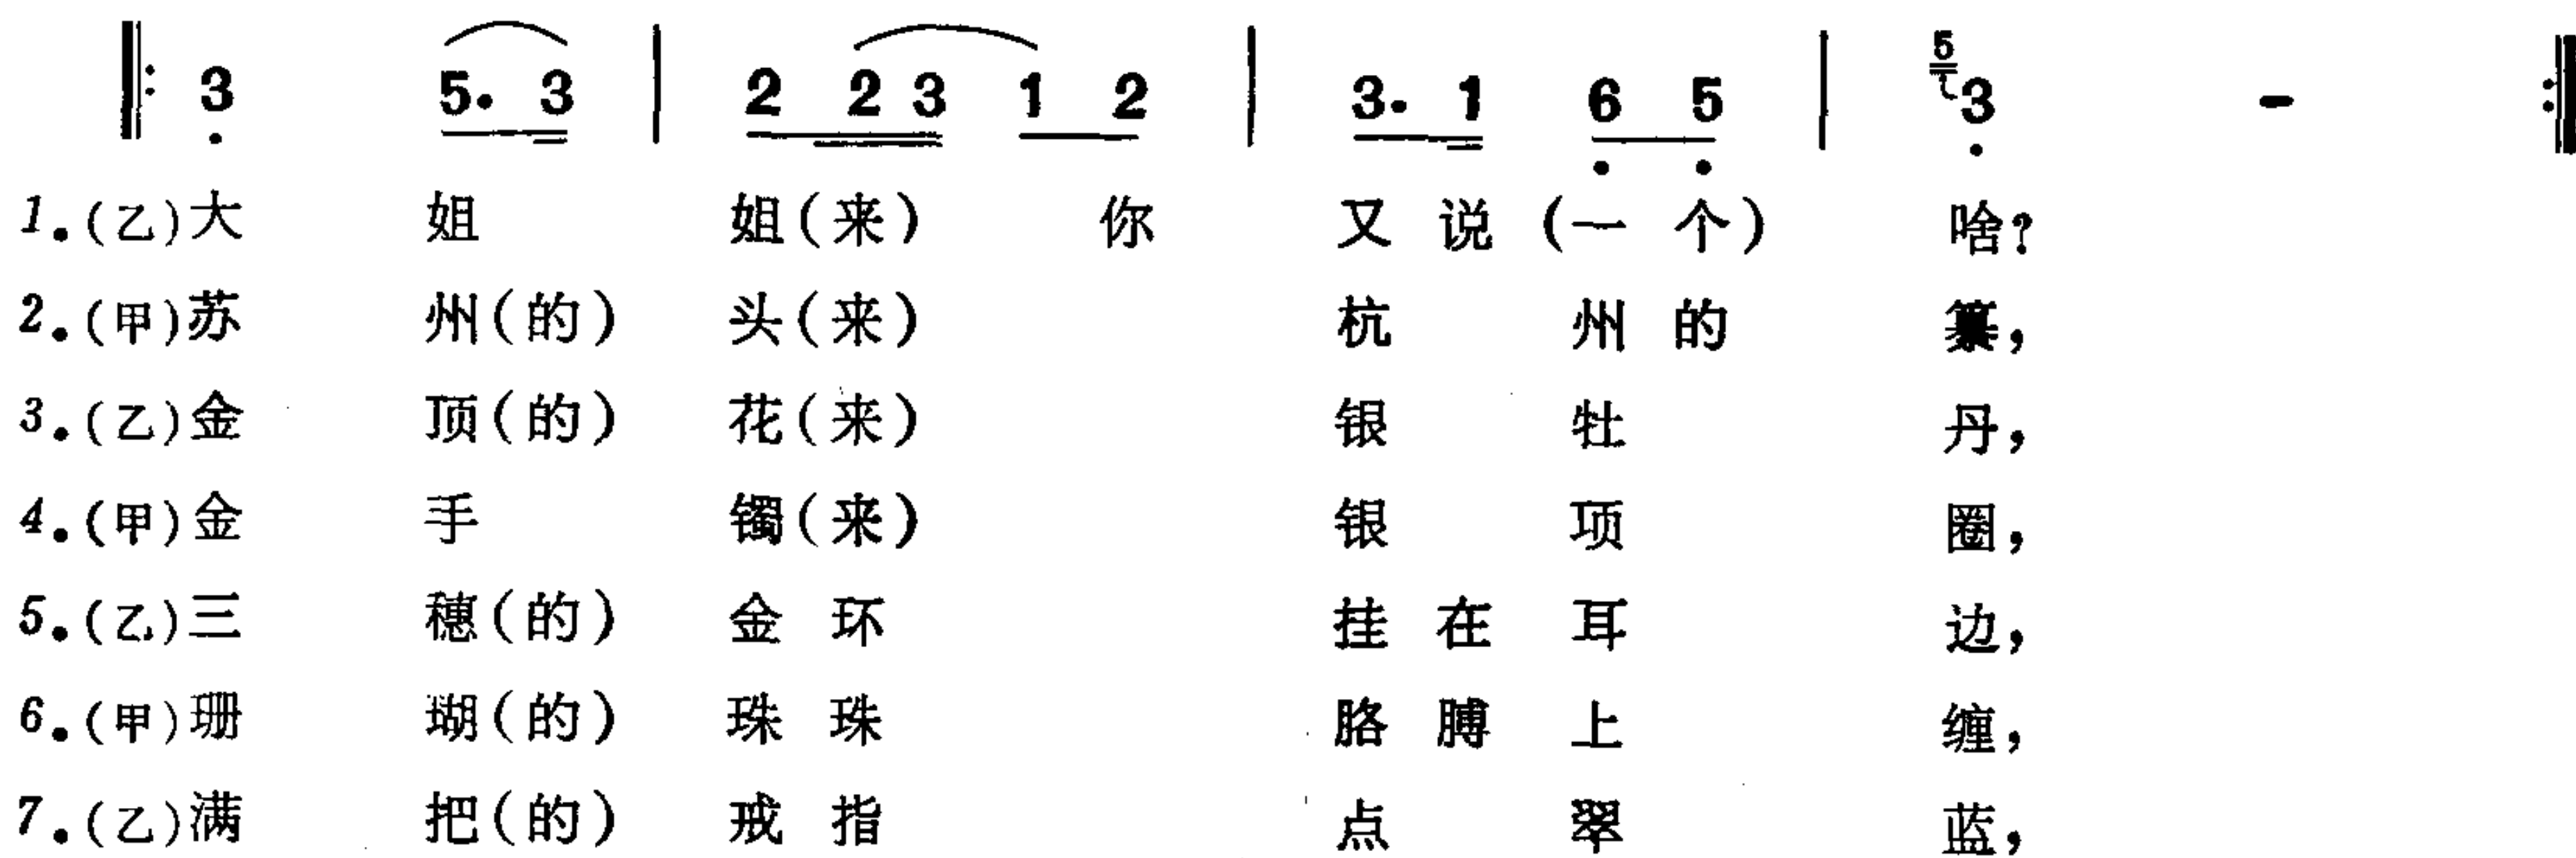 ‖: 3 5. 3 | 2 2 3 1 2 | 3. 1 6 5 | 5 3 - :‖
1.(乙)大 姐 姐(来) 你 又 说 (一 个) 啥?
2.(甲)苏 州(的) 头(来) 杭 州 的 纂,
3.(乙)金 顶(的) 花(来) 银 牡 丹,
4.(甲)金 手 镯(来) 银 项 圈,
5.(乙)三 穗(的) 金 环 挂 在 耳 边,
6.(甲)珊 瑚(的) 珠 珠 胳 膊 上 缠,
7.(乙)满 把(的) 戒 指 点 翠 蓝,